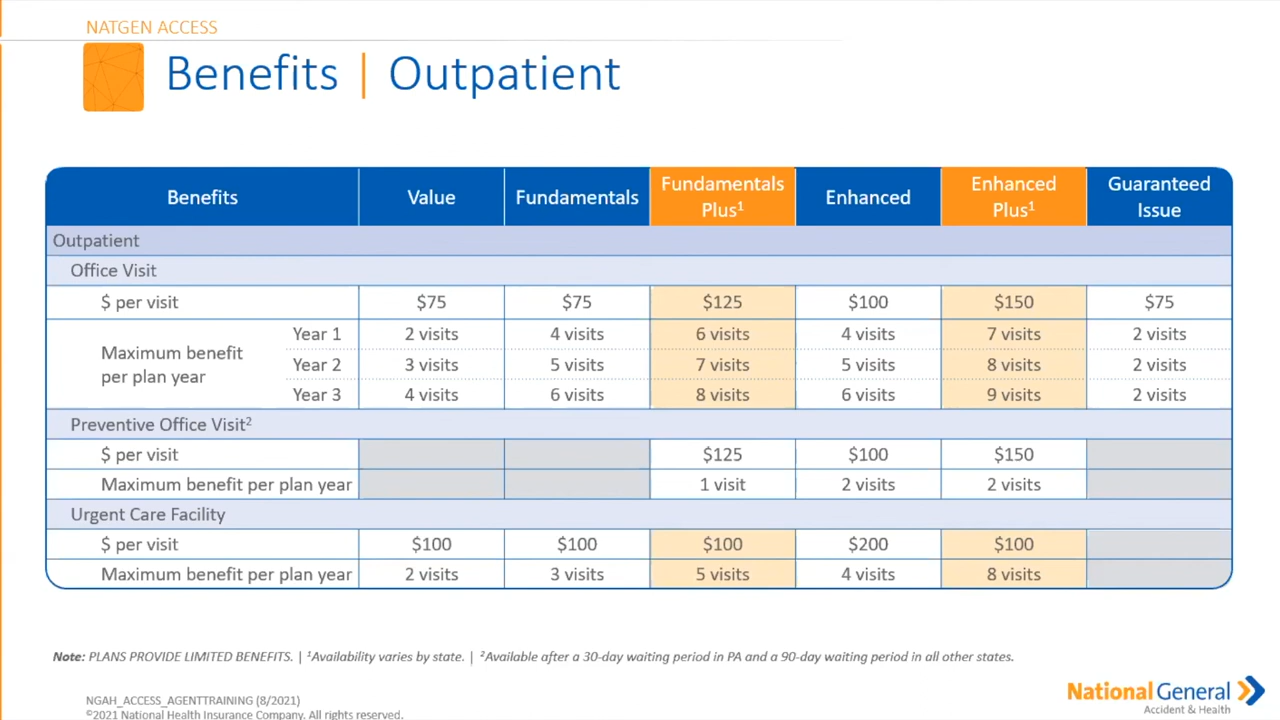 NATGEN ACCESS
Benefits | Outpatient
Benefits Value Fundamentals Fundamentals Plus¹ Enhanced Enhanced Plus¹ Guaranteed Issue
Outpatient
Office Visit
$ per visit $75 $75 $125 $100 $150 $75
Maximum benefit per plan year
Year 1 2 visits 4 visits 6 visits 4 visits 7 visits 2 visits
Year 2 3 visits 5 visits 7 visits 5 visits 8 visits 2 visits
Year 3 4 visits 6 visits 8 visits 6 visits 9 visits 2 visits
Preventive Office Visit²
$ per visit $125 $100 $150
Maximum benefit per plan year 1 visit 2 visits 2 visits
Urgent Care Facility
$ per visit $100 $100 $100 $200 $100
Maximum benefit per plan year 2 visits 3 visits 5 visits 4 visits 8 visits
Note: PLANS PROVIDE LIMITED BENEFITS. | ¹Availability varies by state. | ²Available after a 30-day waiting period in PA and a 90-day waiting period in all other states.
NGAH_ACCESS_AGENTTRAINING (8/2021)
©2021 National Health Insurance Company. All rights reserved.
National General
Accident & Health